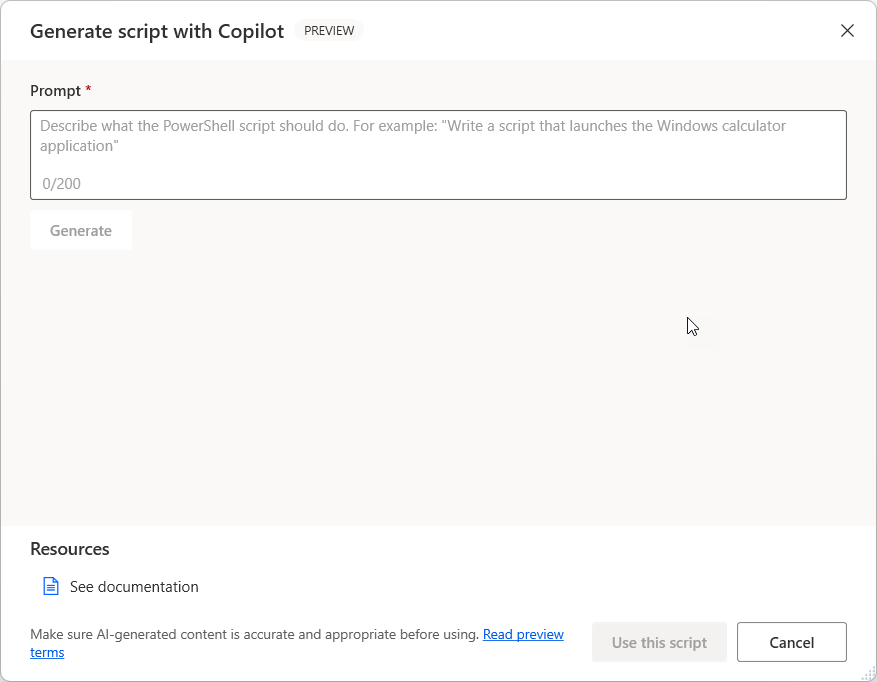 Generate script with Copilot PREVIEW
Prompt *
Describe what the PowerShell script should do. For example: "Write a script that launches the Windows calculator
application"
0/200
Generate
Resources
See documentation
Make sure AI-generated content is accurate and appropriate before using. Read preview
terms
Use this script
Cancel